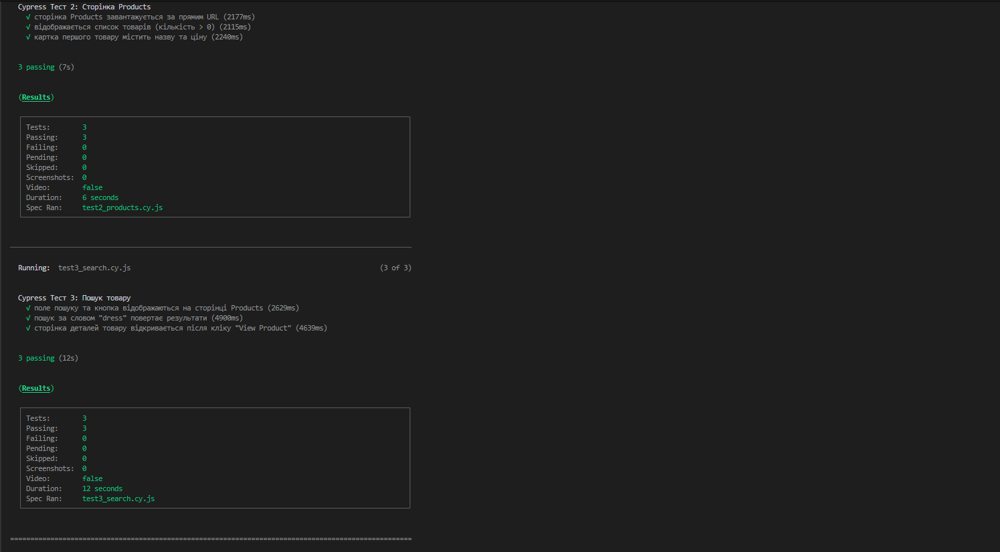 Cypress Тест 2: Сторінка Products
√ сторінка Products завантажується за прямим URL (2177ms)
√ відображається список товарів (кількість > 0) (2115ms)
√ картка першого товару містить назву та ціну (2240ms)
3 passing (7s)
(Results)
Tests: 3
Passing: 3
Failing: 0
Pending: 0
Skipped: 0
Screenshots: 0
Video: false
Duration: 6 seconds
Spec Ran: test2_products.cy.js
Running: test3_search.cy.js (3 of 3)
Cypress Тест 3: Пошук товару
√ поле пошуку та кнопка відображаються на сторінці Products (2629ms)
√ пошук за словом "dress" повертає результати (4900ms)
√ сторінка деталей товару відкривається після кліку "View Product" (4639ms)
3 passing (12s)
(Results)
Tests: 3
Passing: 3
Failing: 0
Pending: 0
Skipped: 0
Screenshots: 0
Video: false
Duration: 12 seconds
Spec Ran: test3_search.cy.js
====================================================================================================